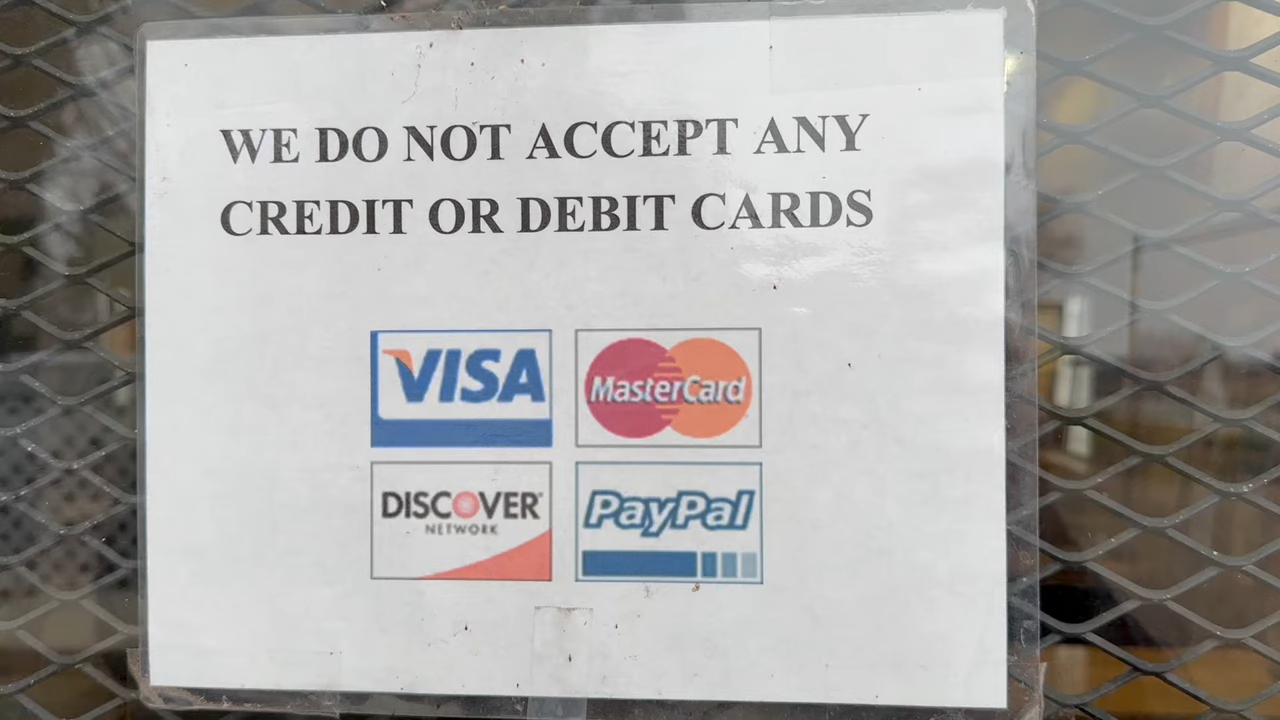 WE DO NOT ACCEPT ANY
CREDIT OR DEBIT CARDS
VISA
MasterCard
DISCOVER
NETWORK
PayPal